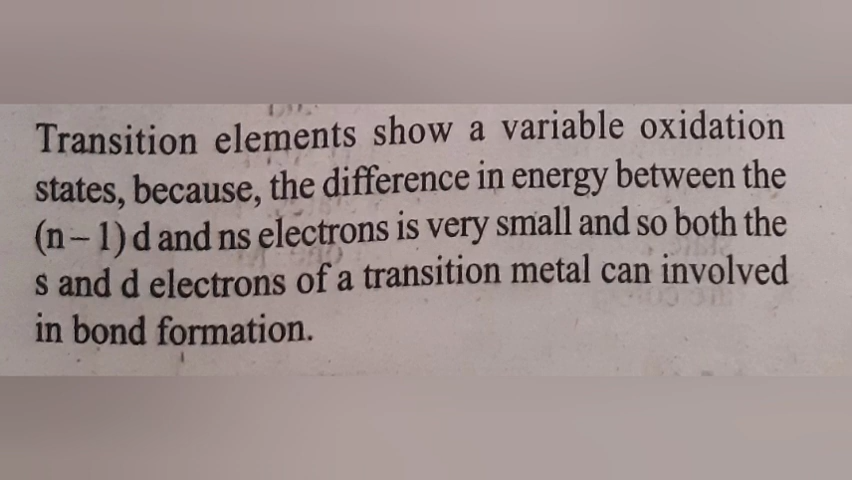 Transition elements show a variable oxidation
states, because, the difference in energy between the
(n – 1) d and ns electrons is very small and so both the
s and d electrons of a transition metal can involved
in bond formation.